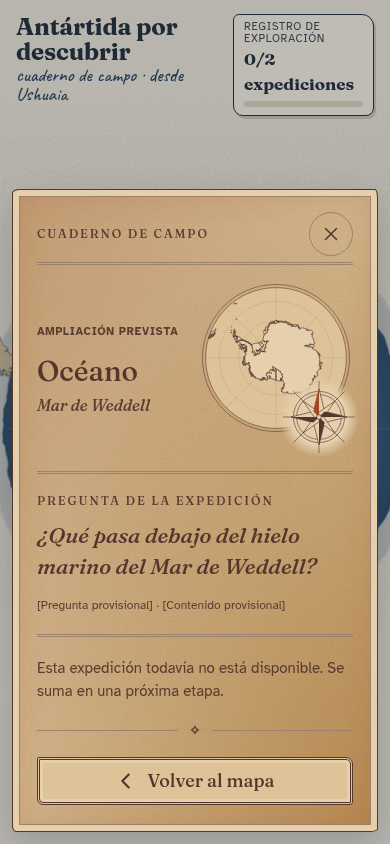 Antártida por
descubrir
cuaderno de campo · desde
Ushuaia
REGISTRO DE
EXPLORACIÓN
0/2
expediciones
CUADERNO DE CAMPO
AMPLIACIÓN PREVISTA
Océano
Mar de Weddell
PREGUNTA DE LA EXPEDICIÓN
¿Qué pasa debajo del hielo
marino del Mar de Weddell?
[Pregunta provisional] · [Contenido provisional]
Esta expedición todavía no está disponible. Se
suma en una próxima etapa.
Volver al mapa